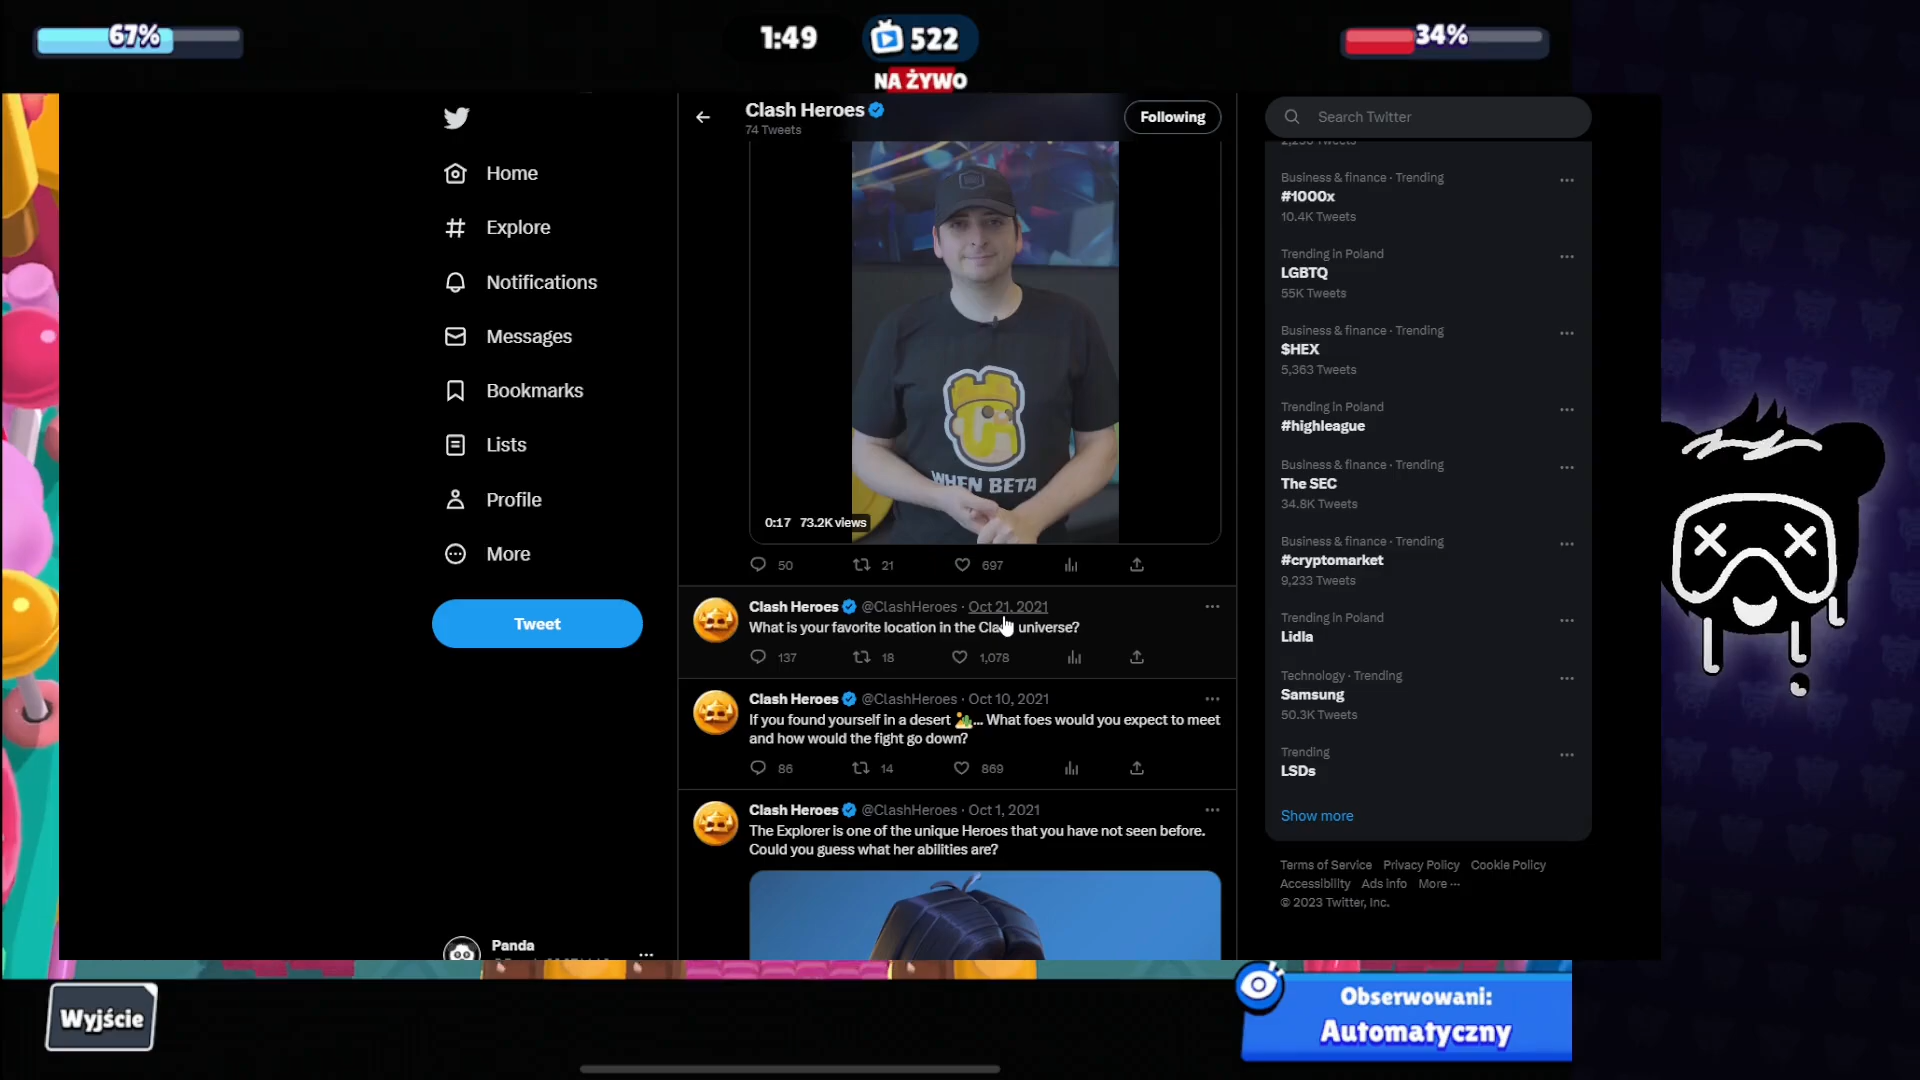 67%
1:49
522
NA ŻYWO
34%
Home
Explore
Notifications
Messages
Bookmarks
Lists
Profile
More
Tweet
Panda
Clash Heroes
74 Tweets
Following
WHEN BETA
0:17 73.2K views
50 21 697
Clash Heroes @ClashHeroes · Oct 21, 2021
What is your favorite location in the Clash universe?
137 18 1,078
Clash Heroes @ClashHeroes · Oct 10, 2021
If you found yourself in a desert 🏜️... What foes would you expect to meet
and how would the fight go down?
86 14 869
Clash Heroes @ClashHeroes · Oct 1, 2021
The Explorer is one of the unique Heroes that you have not seen before.
Could you guess what her abilities are?
Search Twitter
Business & finance · Trending
#1000x
10.4K Tweets
Trending in Poland
LGBTQ
55K Tweets
Business & finance · Trending
$HEX
5,363 Tweets
Trending in Poland
#highleague
Business & finance · Trending
The SEC
34.8K Tweets
Business & finance · Trending
#cryptomarket
9,233 Tweets
Trending in Poland
Lidla
Technology · Trending
Samsung
50.3K Tweets
Trending
LSDs
Show more
Terms of Service Privacy Policy Cookie Policy
Accessibility Ads info More ···
© 2023 Twitter, Inc.
Wyjście
Obserwowani:
Automatyczny